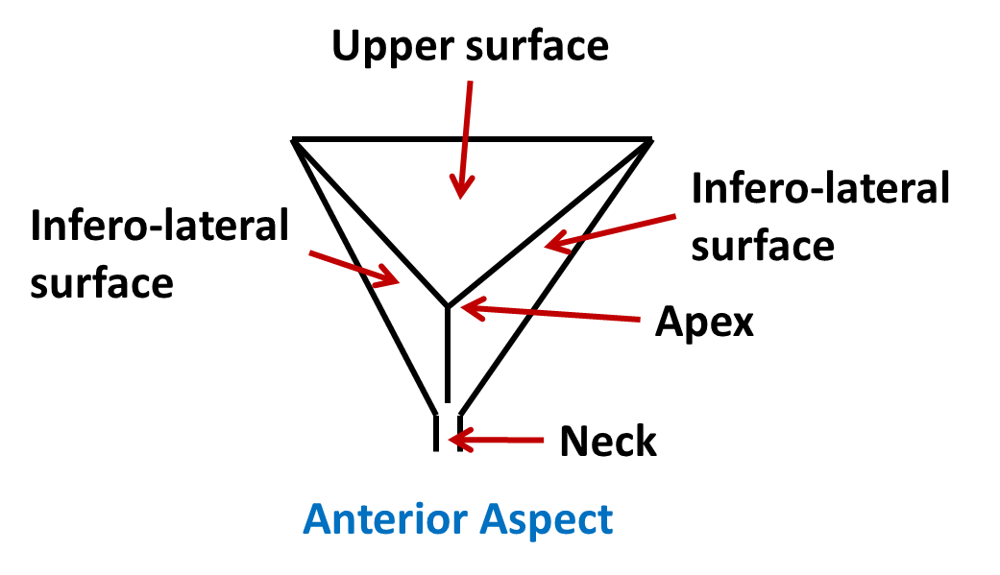 Upper surface
Infero-lateral
surface
Infero-lateral
surface
Apex
Neck
Anterior Aspect